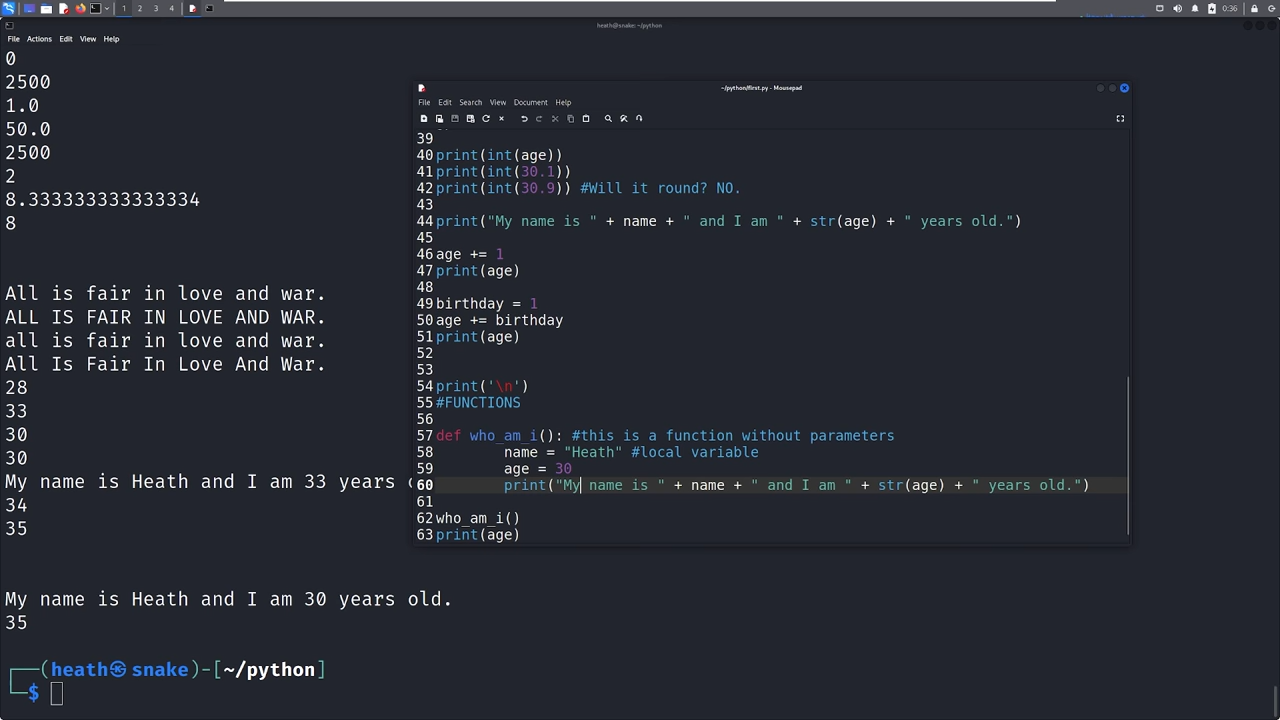 1 2 3 4
0:36
heath@snake: ~/python
File Actions Edit View Help
0
2500
1.0
50.0
2500
2
8.333333333333334
8
All is fair in love and war.
ALL IS FAIR IN LOVE AND WAR.
all is fair in love and war.
All Is Fair In Love And War.
28
33
30
30
My name is Heath and I am 33 years
34
35
My name is Heath and I am 30 years old.
35
(heath㉿snake)-[~/python]
$
~/python/first.py - Mousepad
File Edit Search View Document Help
39
40 print(int(age))
41 print(int(30.1))
42 print(int(30.9)) #Will it round? NO.
43
44 print("My name is " + name + " and I am " + str(age) + " years old.")
45
46 age += 1
47 print(age)
48
49 birthday = 1
50 age += birthday
51 print(age)
52
53
54 print('\n')
55 #FUNCTIONS
56
57 def who_am_i(): #this is a function without parameters
58 name = "Heath" #local variable
59 age = 30
60 print("My name is " + name + " and I am " + str(age) + " years old.")
61
62 who_am_i()
63 print(age)